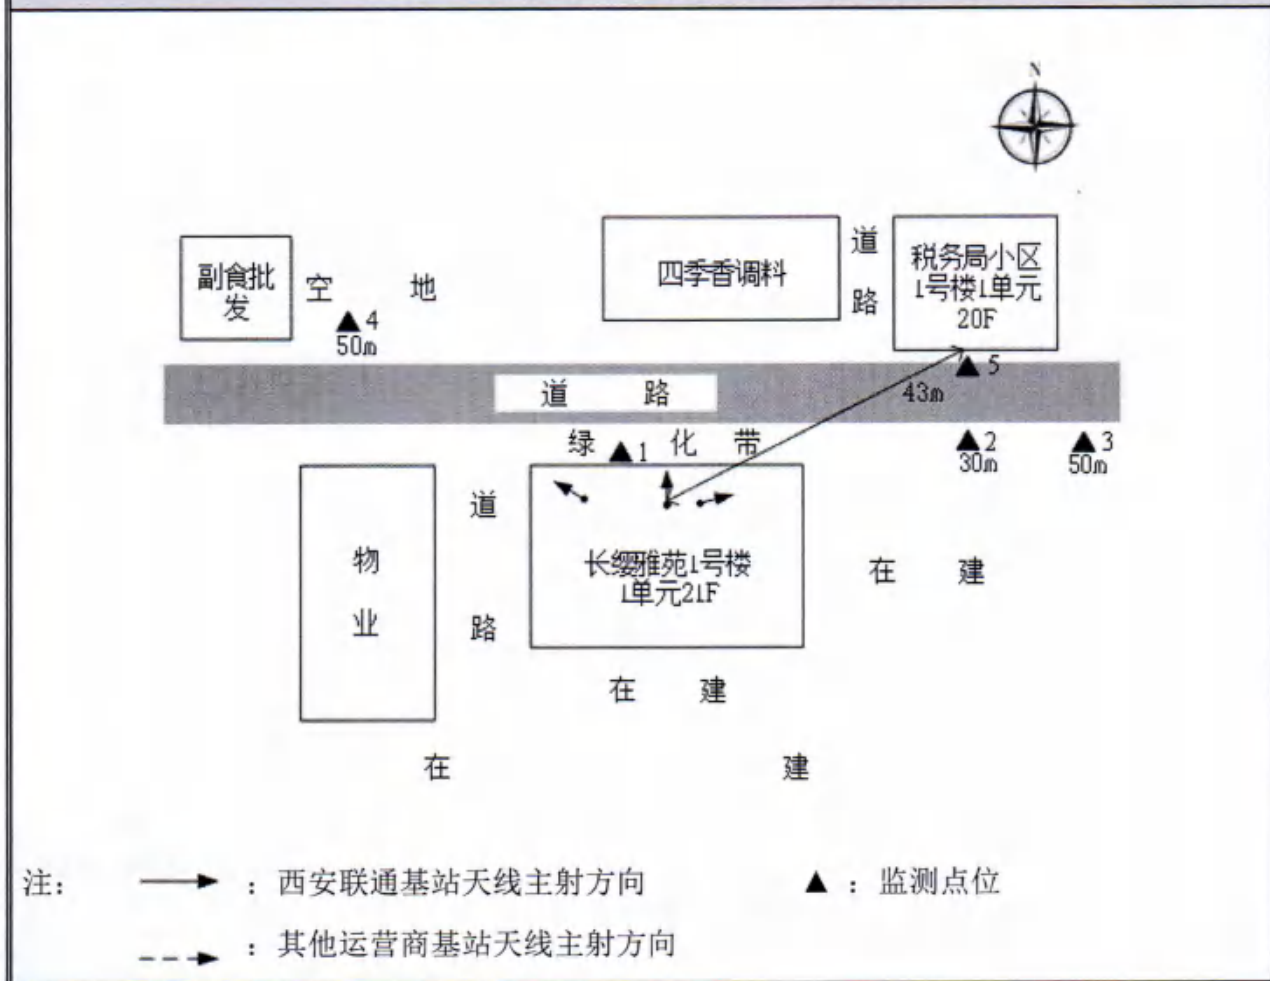 N
副食批
发
空 地
▲4
50m
四季香调料
道
路
税务局小区
1号楼1单元
20F
▲5
43m
道 路
绿 化 带
▲1
▲2
30m
▲3
50m
物
业
道
路
长缨雅苑1号楼
1单元21F
在 建
在 建
在 建
注：
：西安联通基站天线主射方向
▲：监测点位
：其他运营商基站天线主射方向